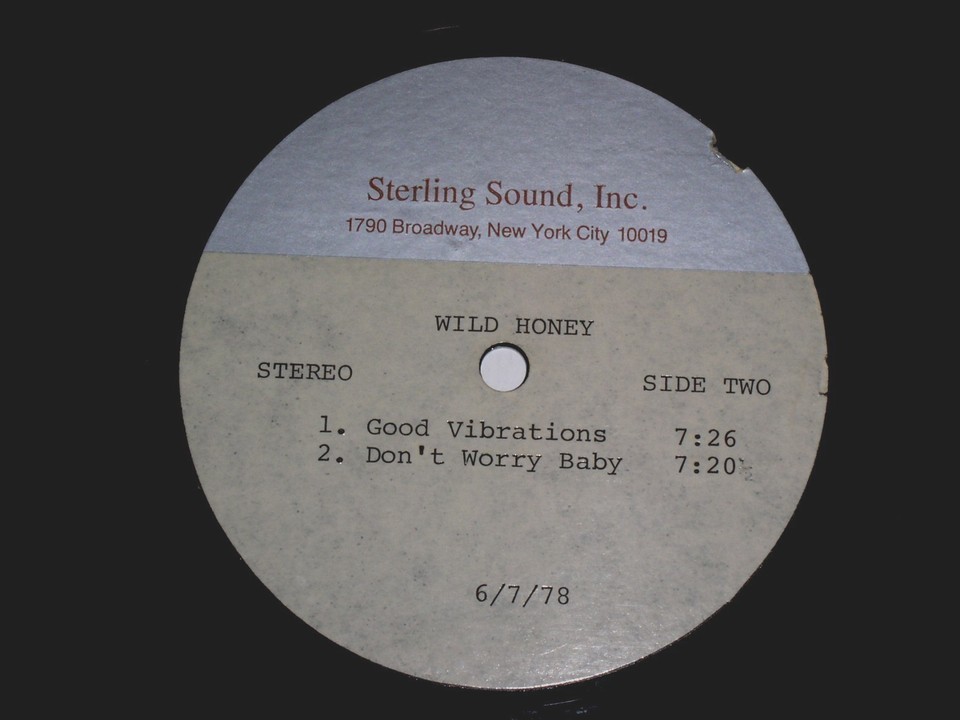 Sterling Sound, Inc.
1790 Broadway, New York City 10019
WILD HONEY
STEREO
SIDE TWO
1. Good Vibrations 7:26
2. Don't Worry Baby 7:20
6/7/78